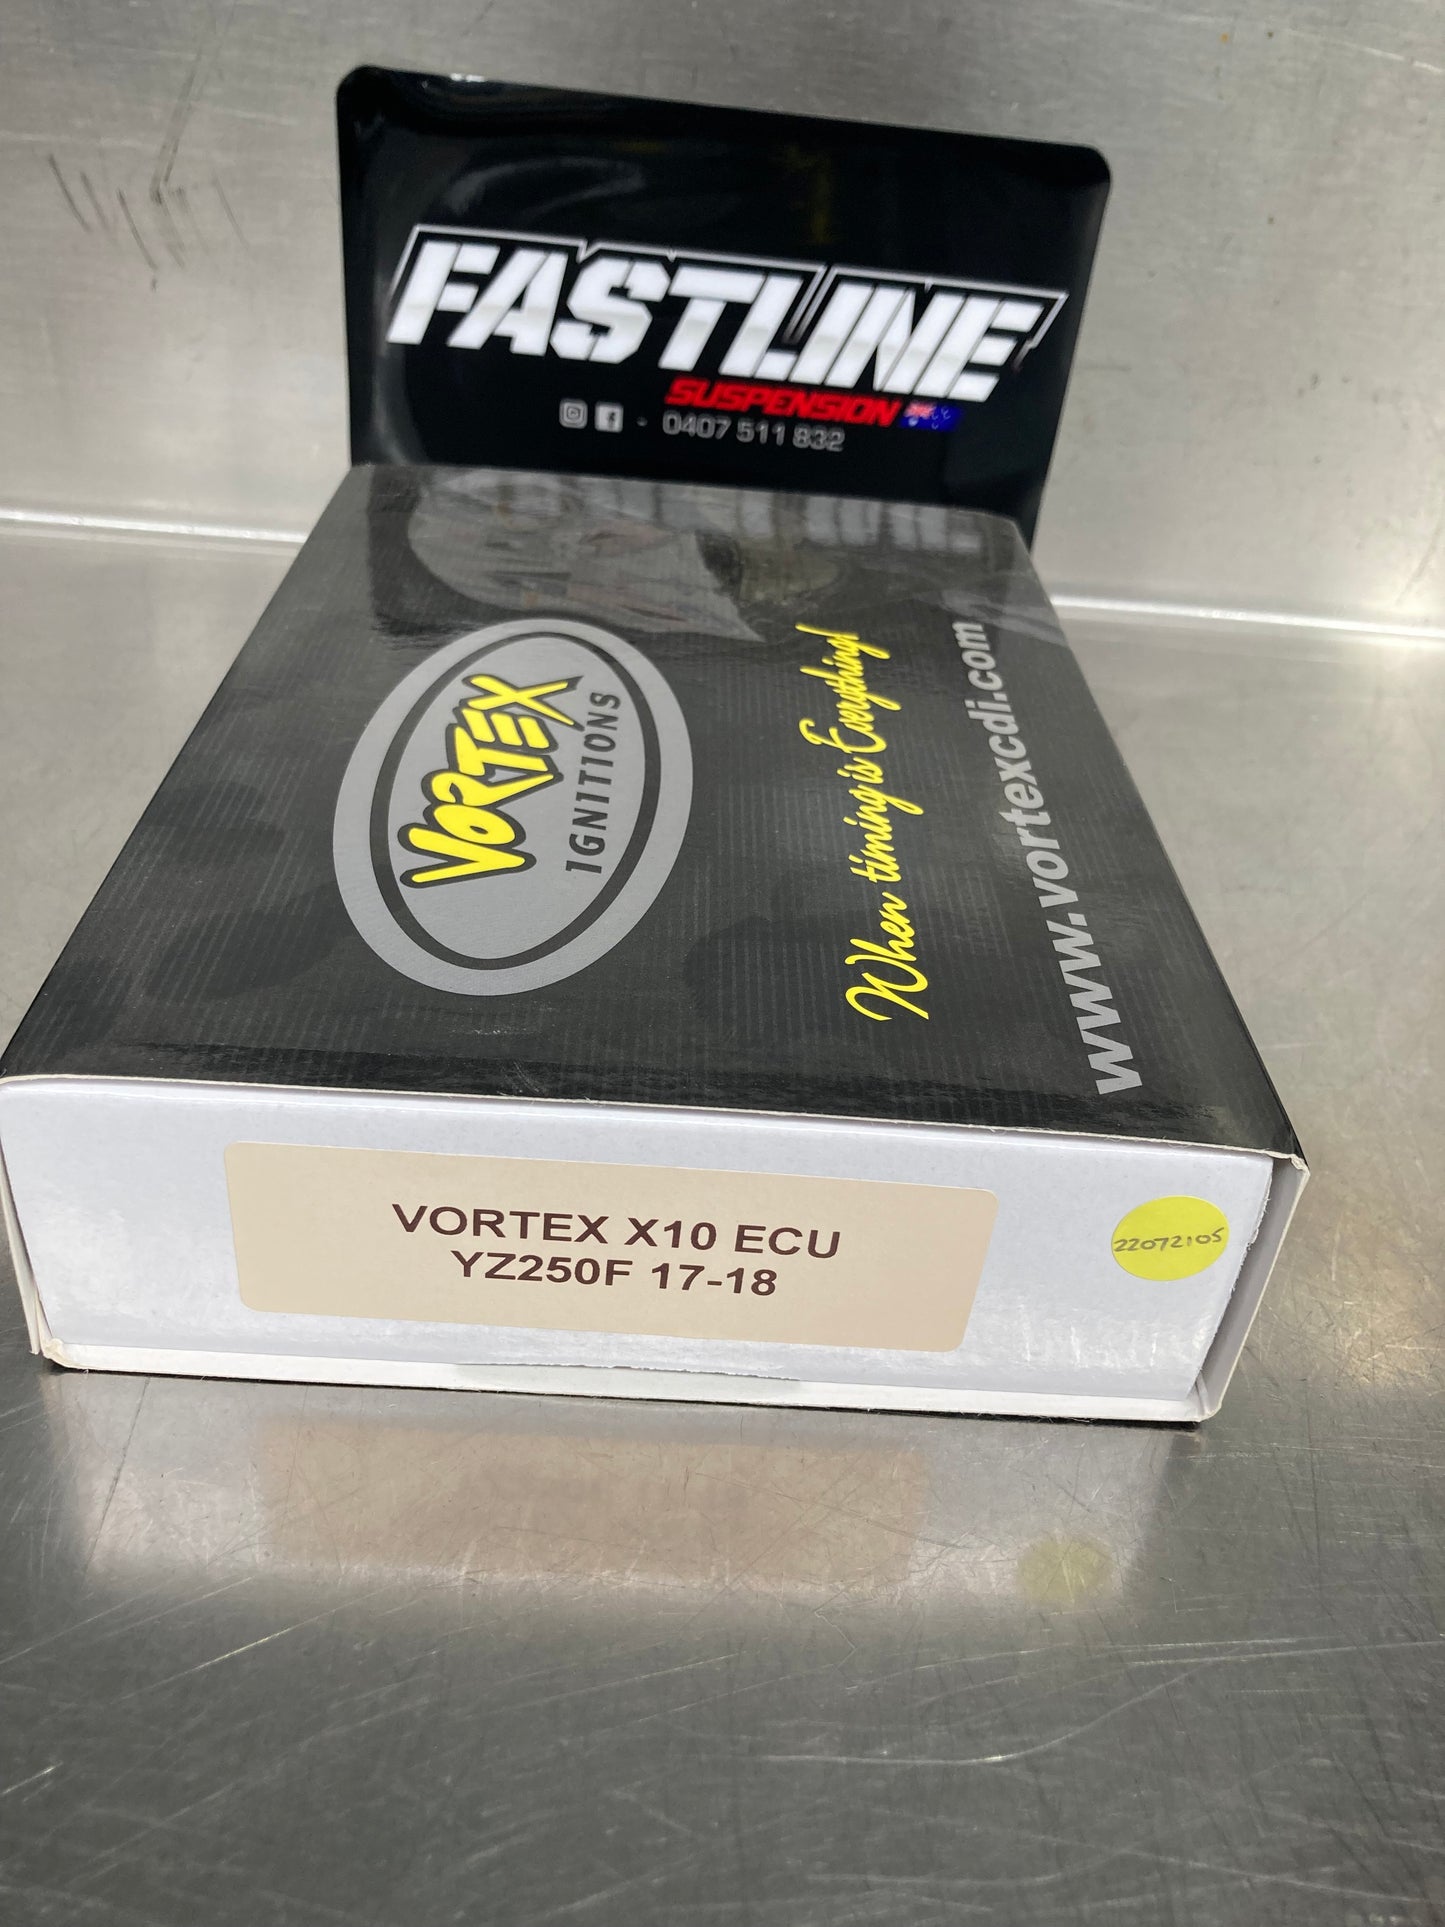 FASTLINE
SUSPENSION
- 0407 511 832
VORTEX
IGNITIONS
When timing is Everything!
www.vortexcdi.com
VORTEX X10 ECU
YZ250F 17-18
22072105